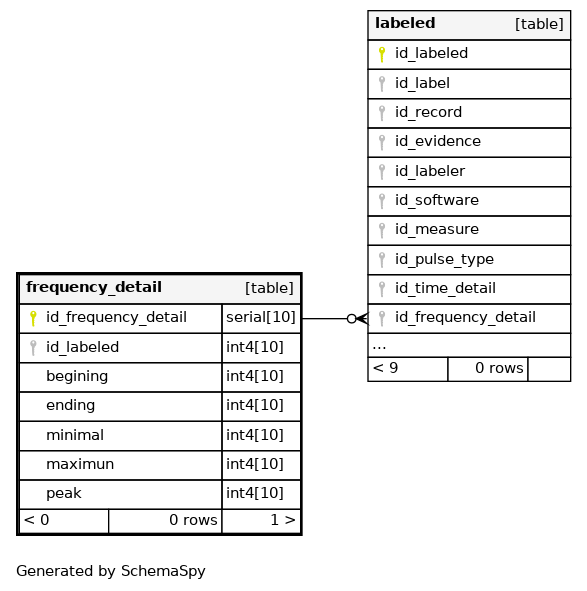 labeled [table]
id_labeled
id_label
id_record
id_evidence
id_labeler
id_software
id_measure
id_pulse_type
id_time_detail
id_frequency_detail
...
< 9 0 rows
frequency_detail [table]
id_frequency_detail serial[10]
id_labeled int4[10]
begining int4[10]
ending int4[10]
minimal int4[10]
maximun int4[10]
peak int4[10]
< 0 0 rows 1 >
Generated by SchemaSpy